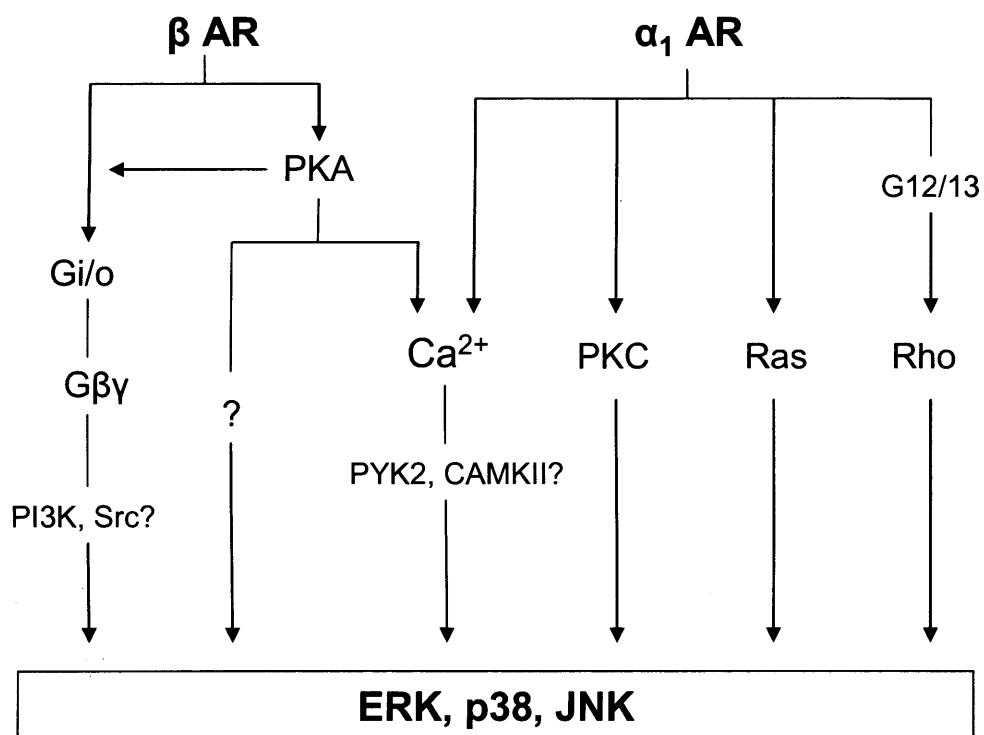 β AR
α₁ AR
PKA
G12/13
Gi/o
Ca²⁺
PKC
Ras
Rho
Gβγ
?
PYK2, CAMKII?
PI3K, Src?
ERK, p38, JNK